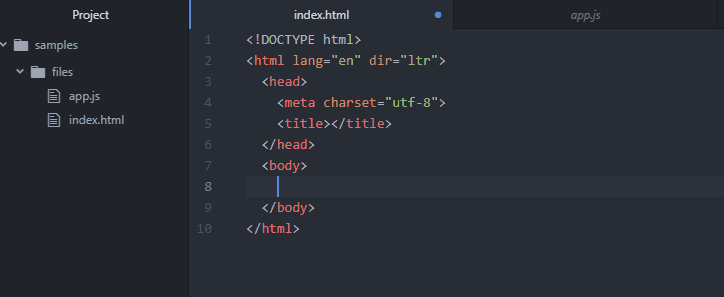 Project
samples
files
app.js
index.html
index.html
app.js
1 <!DOCTYPE html>
2 <html lang="en" dir="ltr">
3 <head>
4 <meta charset="utf-8">
5 <title></title>
6 </head>
7 <body>
8
9 </body>
10 </html>